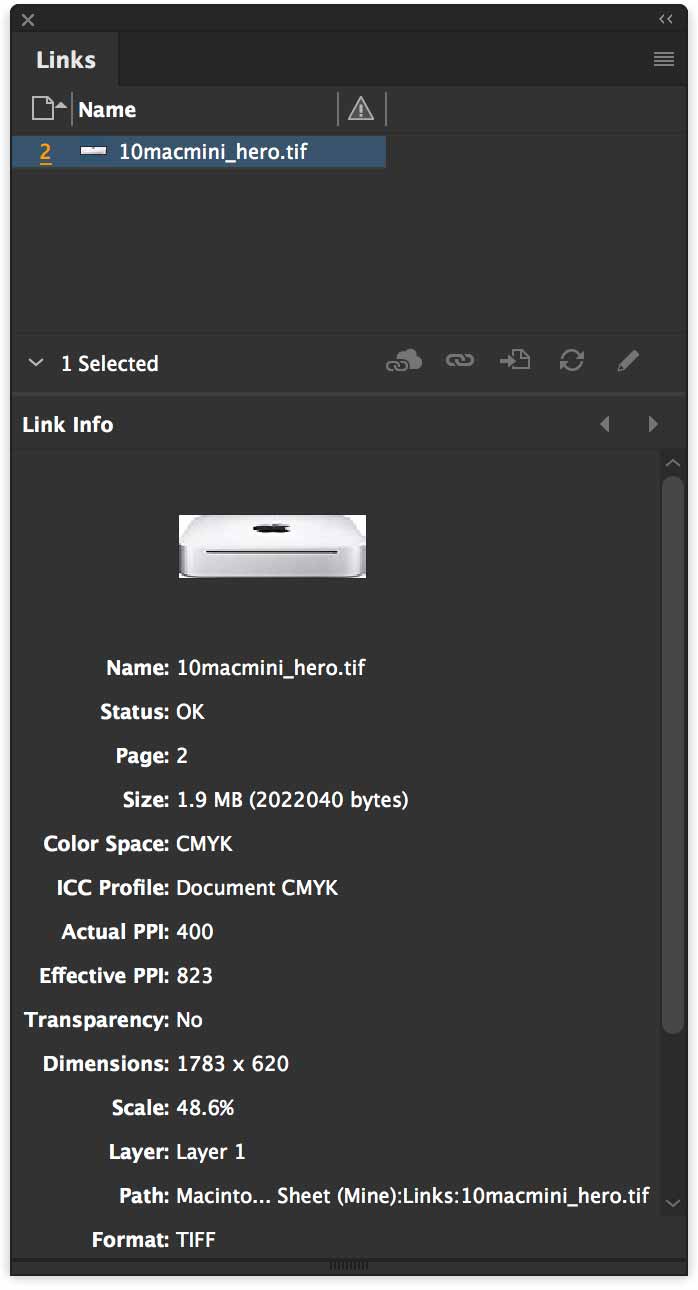 Links
Name
2 10macmini_hero.tif
1 Selected
Link Info
Name: 10macmini_hero.tif
Status: OK
Page: 2
Size: 1.9 MB (2022040 bytes)
Color Space: CMYK
ICC Profile: Document CMYK
Actual PPI: 400
Effective PPI: 823
Transparency: No
Dimensions: 1783 x 620
Scale: 48.6%
Layer: Layer 1
Path: Macinto... Sheet (Mine):Links:10macmini_hero.tif
Format: TIFF